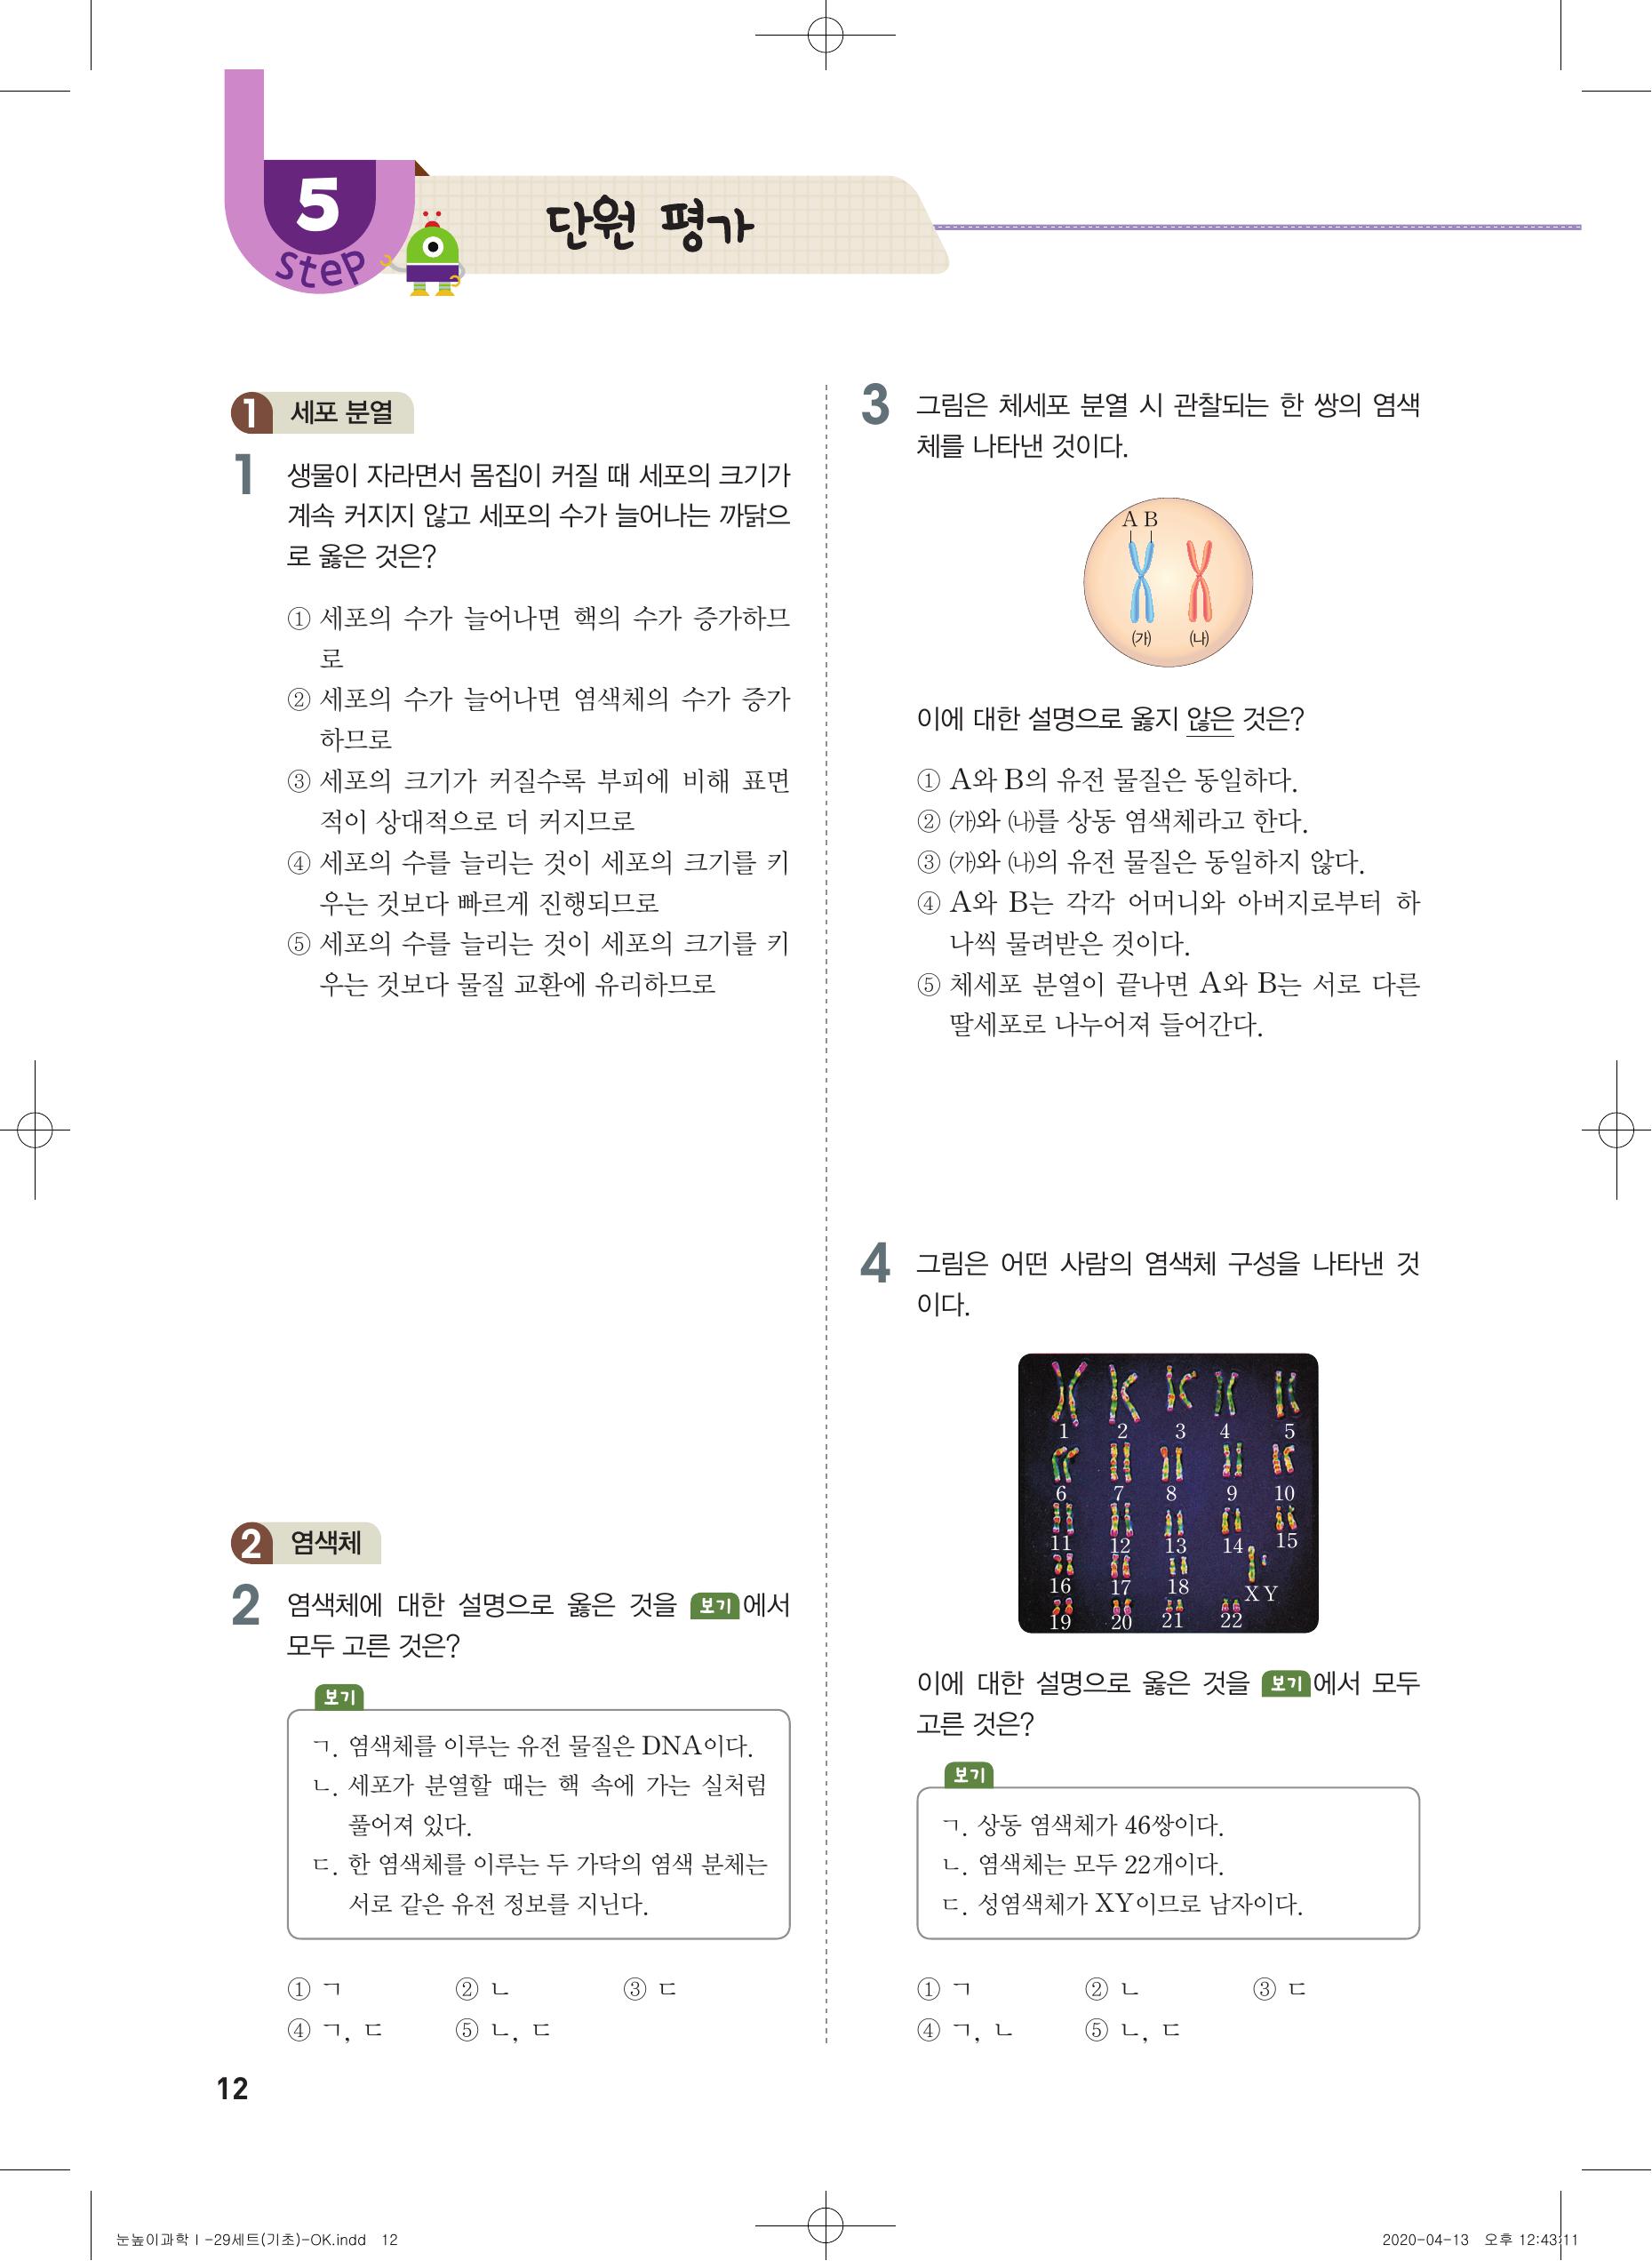 5
step
단원 평가
1 세포 분열
1 생물이 자라면서 몸집이 커질 때 세포의 크기가
계속 커지지 않고 세포의 수가 늘어나는 까닭으
로 옳은 것은?
① 세포의 수가 늘어나면 핵의 수가 증가하므
로
② 세포의 수가 늘어나면 염색체의 수가 증가
하므로
③ 세포의 크기가 커질수록 부피에 비해 표면
적이 상대적으로 더 커지므로
④ 세포의 수를 늘리는 것이 세포의 크기를 키
우는 것보다 빠르게 진행되므로
⑤ 세포의 수를 늘리는 것이 세포의 크기를 키
우는 것보다 물질 교환에 유리하므로
2 염색체
2 염색체에 대한 설명으로 옳은 것을 보기에서
모두 고른 것은?
보기
ㄱ. 염색체를 이루는 유전 물질은 DNA이다.
ㄴ. 세포가 분열할 때는 핵 속에 가는 실처럼
풀어져 있다.
ㄷ. 한 염색체를 이루는 두 가닥의 염색 분체는
서로 같은 유전 정보를 지닌다.
① ㄱ ② ㄴ ③ ㄷ
④ ㄱ, ㄷ ⑤ ㄴ, ㄷ
3 그림은 체세포 분열 시 관찰되는 한 쌍의 염색
체를 나타낸 것이다.
A B
(가) (나)
이에 대한 설명으로 옳지 않은 것은?
① A와 B의 유전 물질은 동일하다.
② ㈎와 ㈏를 상동 염색체라고 한다.
③ ㈎와 ㈏의 유전 물질은 동일하지 않다.
④ A와 B는 각각 어머니와 아버지로부터 하
나씩 물려받은 것이다.
⑤ 체세포 분열이 끝나면 A와 B는 서로 다른
딸세포로 나누어져 들어간다.
4 그림은 어떤 사람의 염색체 구성을 나타낸 것
이다.
1 2 3 4 5
6 7 8 9 10
11 12 13 14 15
16 17 18 X Y
19 20 21 22
이에 대한 설명으로 옳은 것을 보기에서 모두
고른 것은?
보기
ㄱ. 상동 염색체가 46쌍이다.
ㄴ. 염색체는 모두 22개이다.
ㄷ. 성염색체가 XY이므로 남자이다.
① ㄱ ② ㄴ ③ ㄷ
④ ㄱ, ㄴ ⑤ ㄴ, ㄷ
12
눈높이과학Ⅰ-29세트(기초)-OK.indd 12
2020-04-13 오후 12:43:11